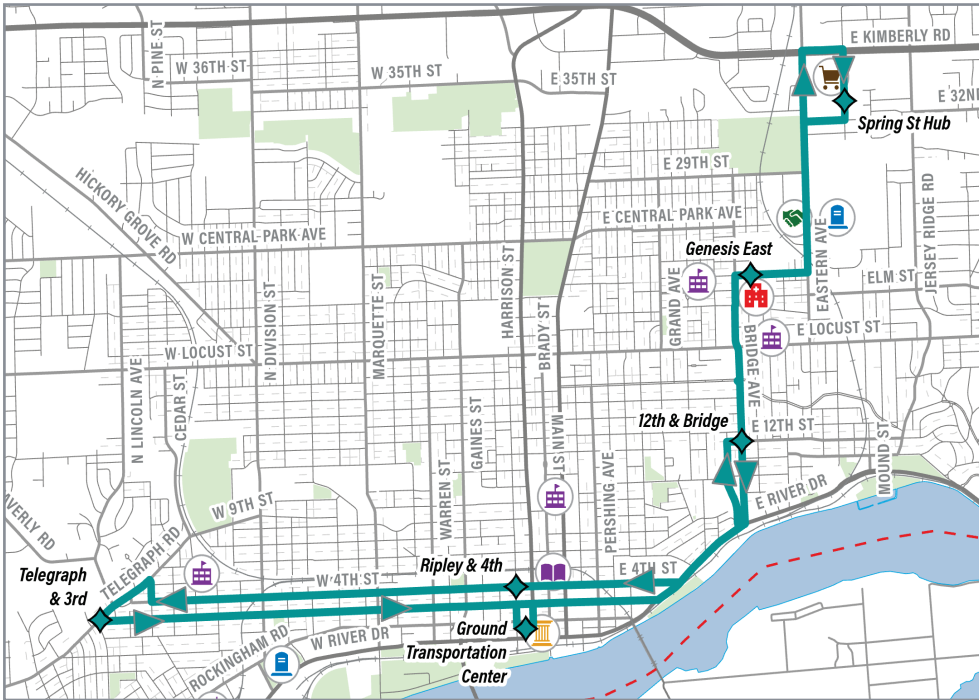 E KIMBERLY RD
N PINE ST
W 36TH ST
W 35TH ST
E 35TH ST
E 32N
Spring St Hub
E 29TH ST
HICKORY GROVE RD
JERSEY RIDGE RD
E CENTRAL PARK AVE
W CENTRAL PARK AVE
EASTERN AVE
Genesis East
ELM ST
HARRISON ST
GRAND AVE
N DIVISION ST
MARQUETTE ST
BRADY ST
E LOCUST ST
W LOCUST ST
BRIDGE AVE
N LINCOLN AVE
CEDAR ST
GAINES ST
12th & Bridge
E 12TH ST
MAIN ST
MOUND ST
WARREN ST
PERSHING AVE
W 9TH ST
E RIVER DR
AVERLY RD
TELEGRAPH RD
Ripley & 4th
E 4TH ST
Telegraph
& 3rd
W 4TH ST
Ground
Transportation
Center
W RIVER DR
ROCKINGHAM RD